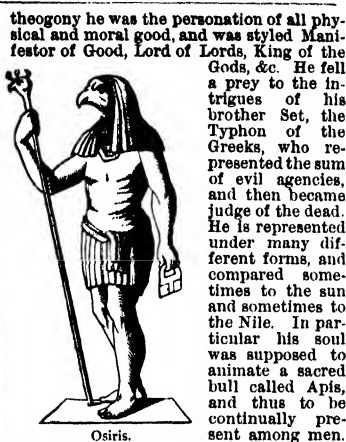 theogony he was the personation of all phy-
sical and moral good, and was styled Mani-
festor of Good, Lord of Lords, King of the
Gods, &c. He fell
a prey to the in-
trigues of his
brother Set, the
Typhon of the
Greeks, who re-
presented the sum
of evil agencies,
and then became
judge of the dead.
He is represented
under many dif-
ferent forms, and
compared some-
times to the sun
and sometimes to
the Nile. In par-
ticular his soul
was supposed to
animate a sacred
bull called Apis,
and thus to be
continually pre-
sent among men.
Osiris.